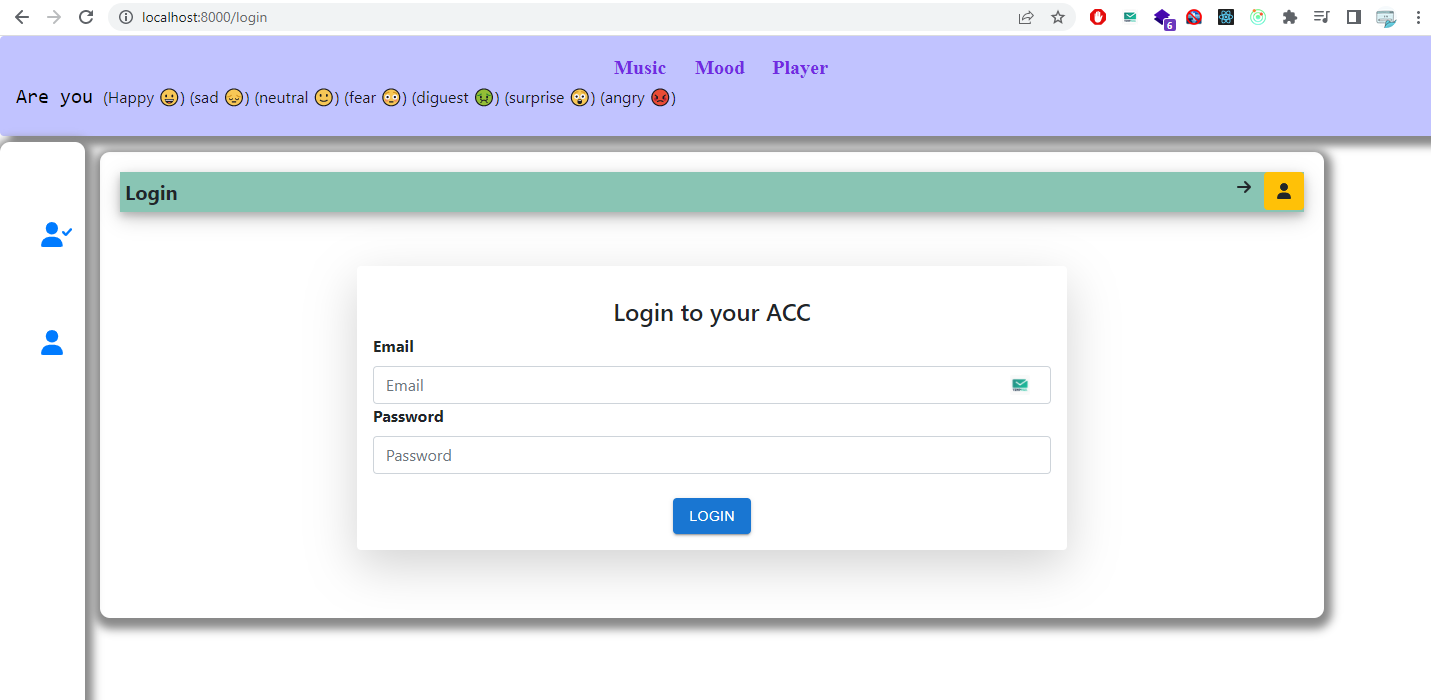 localhost:8000/login
6
Music Mood Player
Are you (Happy 😀) (sad 😔) (neutral 🙂) (fear 😳) (diguest 🤢) (surprise 😲) (angry 😡)
Login
Login to your ACC
Email
Email
Password
Password
LOGIN